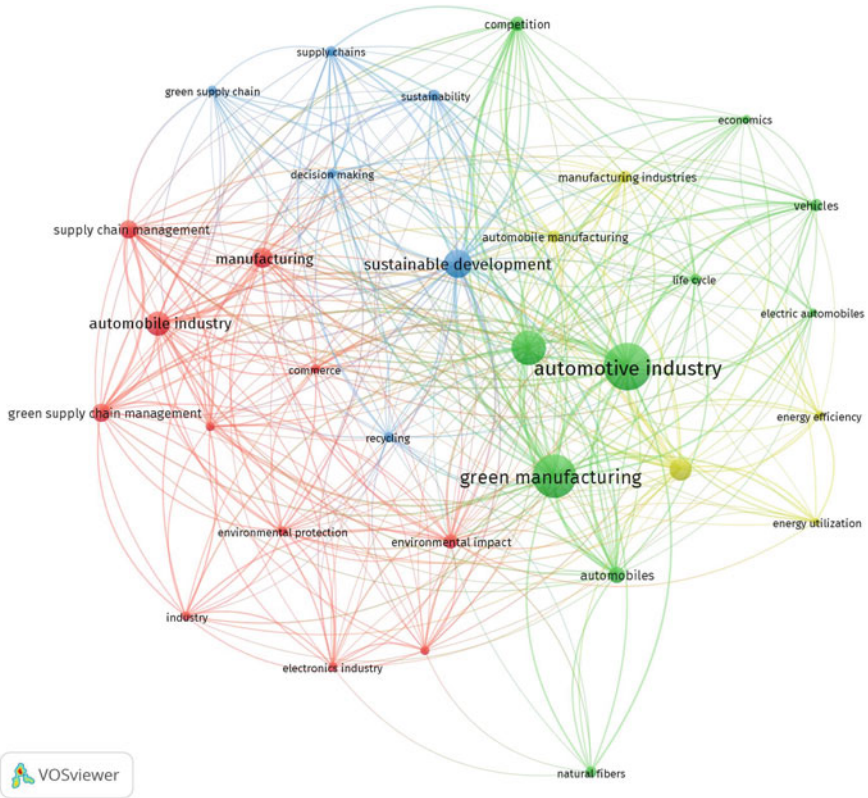 competition
supply chains
green supply chain
sustainability
economics
decision making
manufacturing industries
vehicles
supply chain management
automobile manufacturing
manufacturing
sustainable development
life cycle
electric automobiles
automobile industry
commerce
automotive industry
green supply chain management
energy efficiency
recycling
green manufacturing
energy utilization
environmental protection
environmental impact
automobiles
industry
electronics industry
natural fibers
VOSviewer